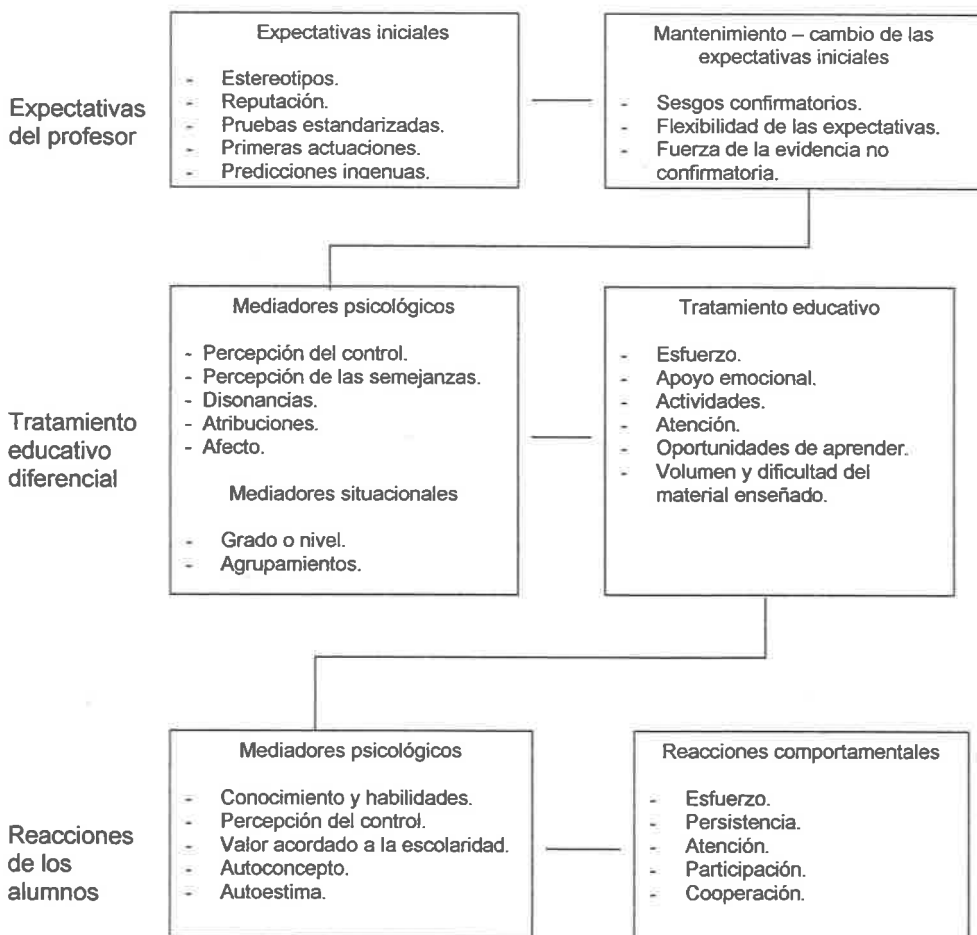 Expectativas
del profesor
Expectativas iniciales
- Estereotipos.
- Reputación.
- Pruebas estandarizadas.
- Primeras actuaciones.
- Predicciones ingenuas.
Mantenimiento – cambio de las
expectativas iniciales
- Sesgos confirmatorios.
- Flexibilidad de las expectativas.
- Fuerza de la evidencia no
confirmatoria.
Tratamiento
educativo
diferencial
Mediadores psicológicos
- Percepción del control.
- Percepción de las semejanzas.
- Disonancias.
- Atribuciones.
- Afecto.
Mediadores situacionales
- Grado o nivel.
- Agrupamientos.
Tratamiento educativo
- Esfuerzo.
- Apoyo emocional.
- Actividades.
- Atención.
- Oportunidades de aprender.
- Volumen y dificultad del
material enseñado.
Reacciones
de los
alumnos
Mediadores psicológicos
- Conocimiento y habilidades.
- Percepción del control.
- Valor acordado a la escolaridad.
- Autoconcepto.
- Autoestima.
Reacciones comportamentales
- Esfuerzo.
- Persistencia.
- Atención.
- Participación.
- Cooperación.